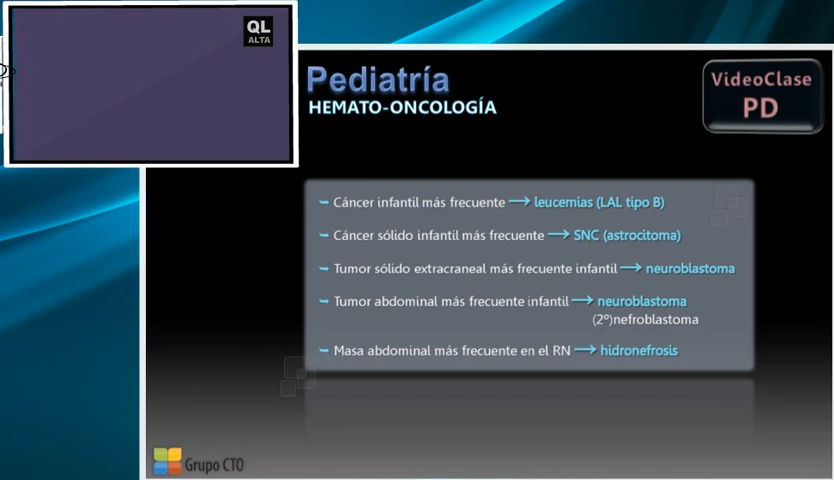 QL
ALTA
Pediatría
HEMATO-ONCOLOGÍA
VideoClase
PD
Cáncer infantil más frecuente → leucemias (LAL tipo B)
Cáncer sólido infantil más frecuente → SNC (astrocitoma)
Tumor sólido extracraneal más frecuente infantil → neuroblastoma
Tumor abdominal más frecuente infantil → neuroblastoma
(2º)nefroblastoma
Masa abdominal más frecuente en el RN → hidronefrosis
Grupo CTO